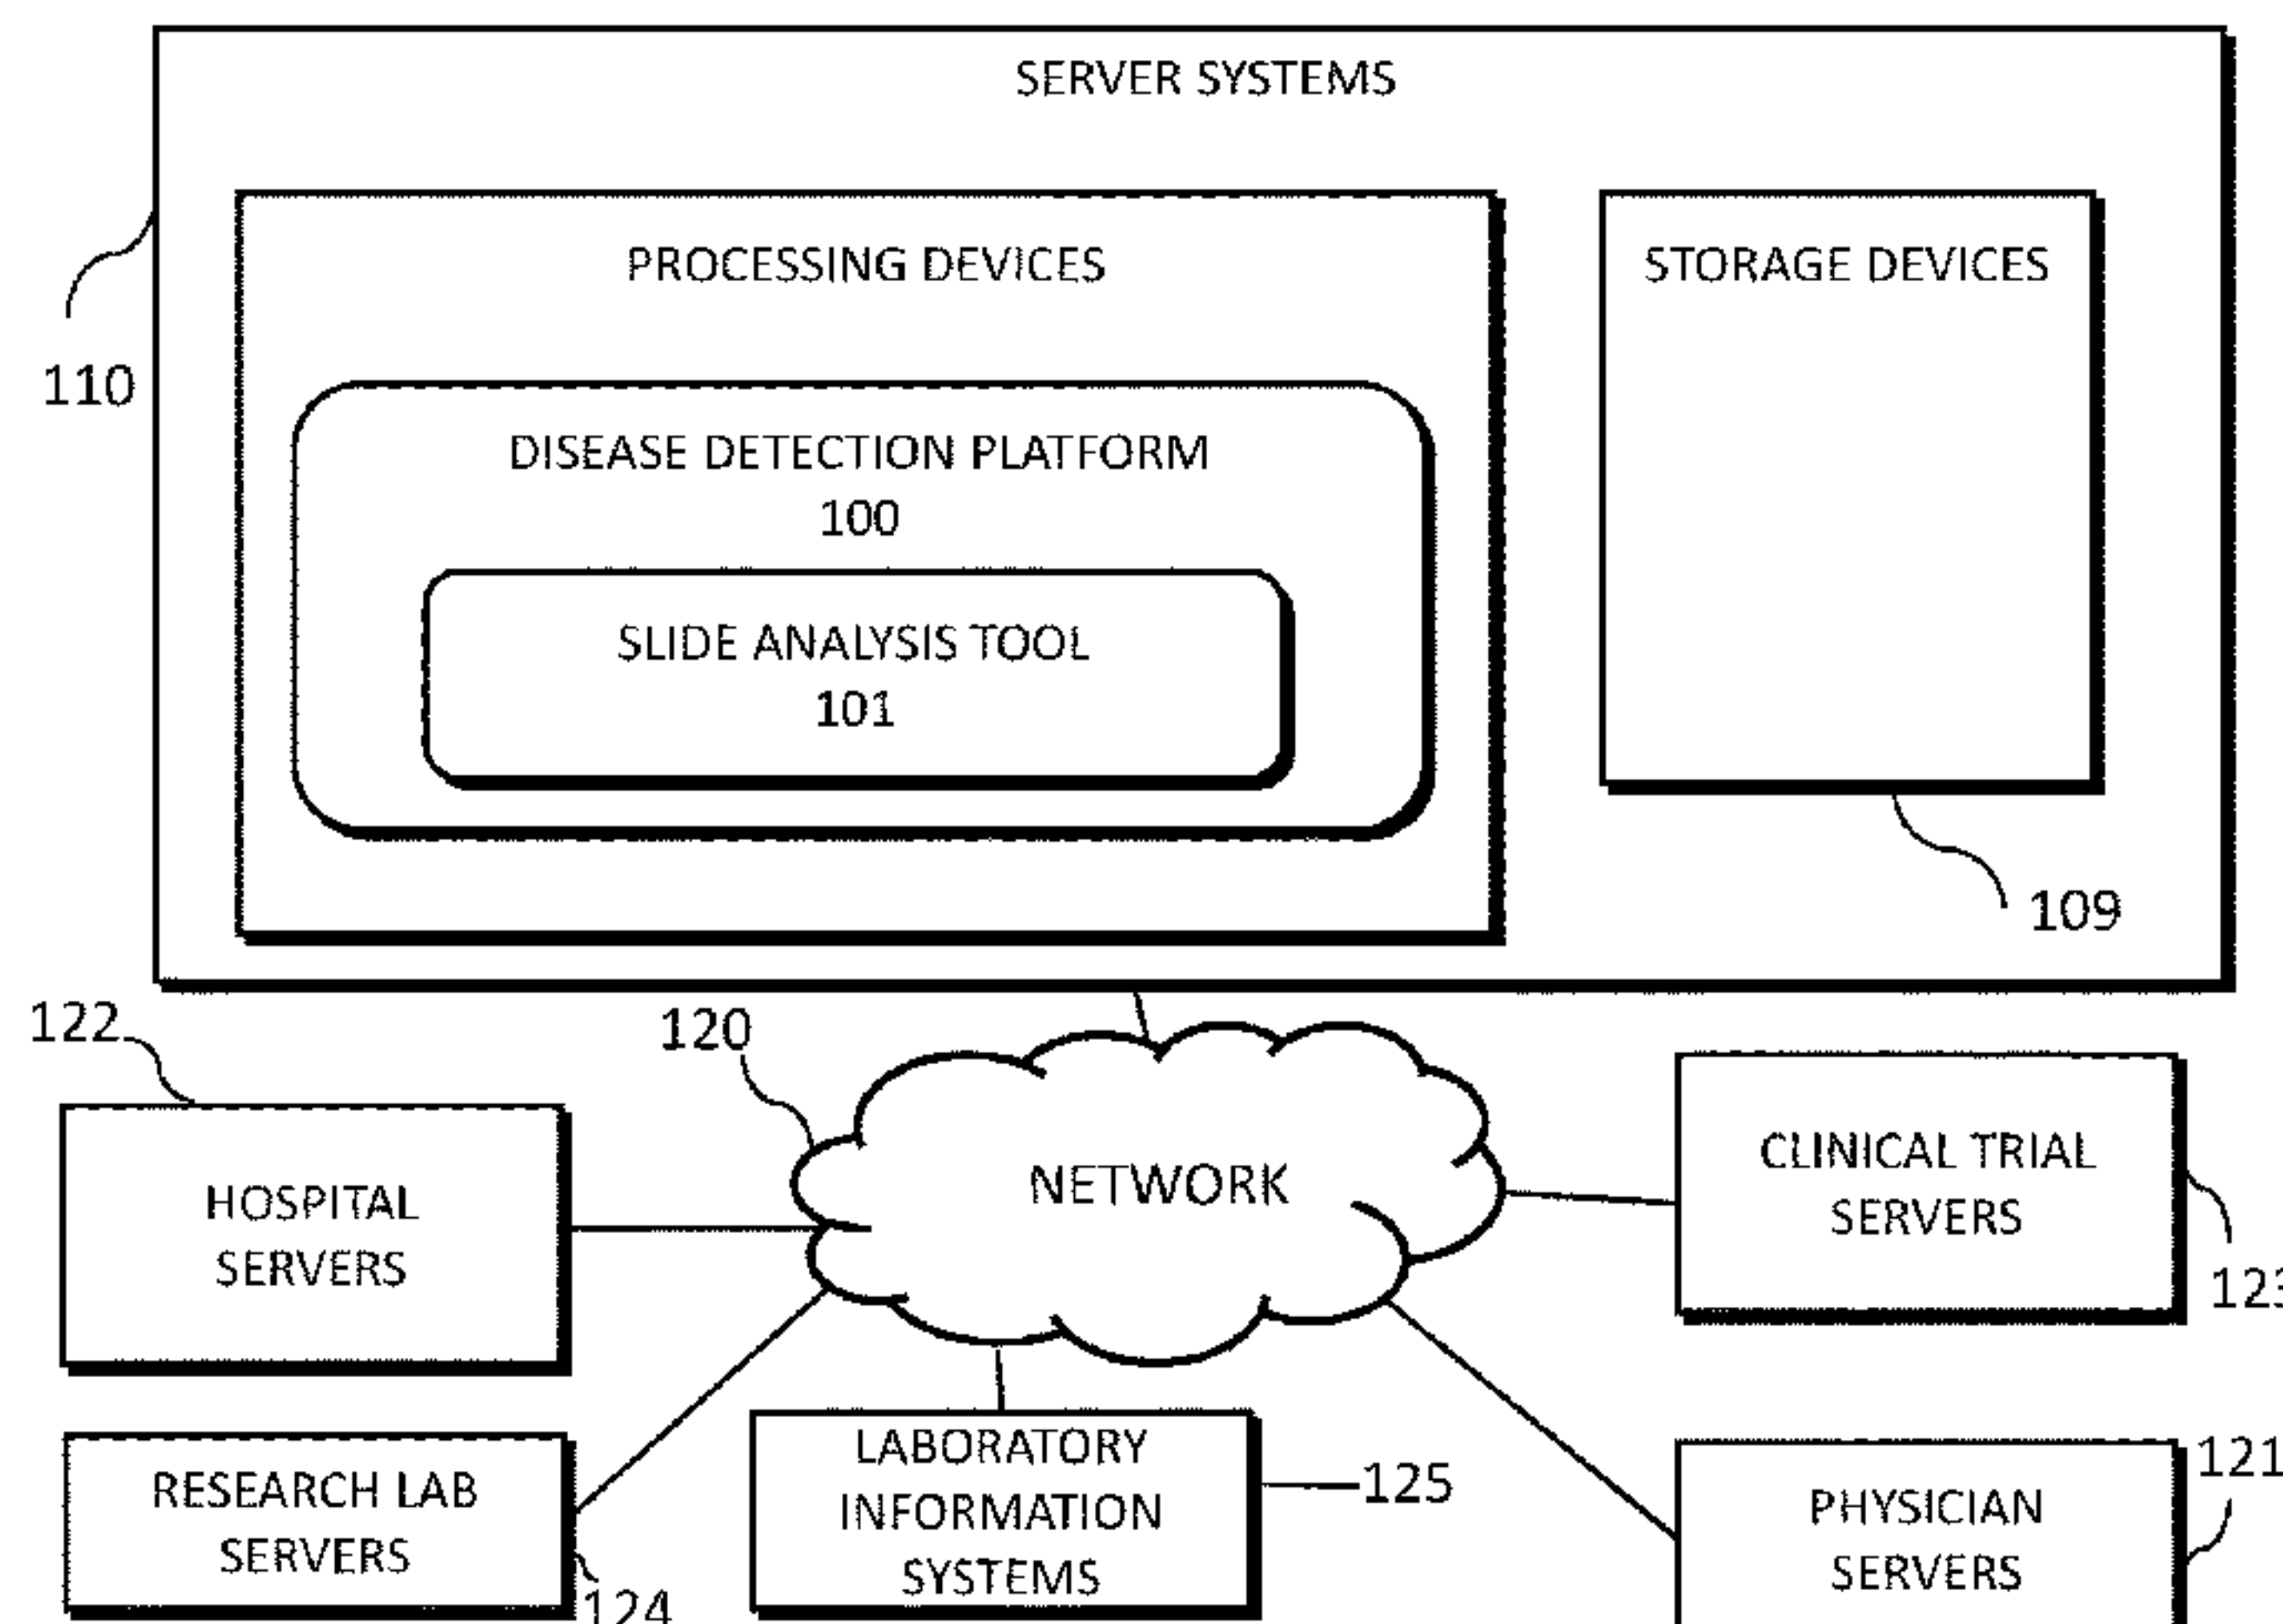 SERVER SYSTEMS
PROCESSING DEVICES
STORAGE DEVICES
110
DISEASE DETECTION PLATFORM
100
SLIDE ANALYSIS TOOL
101
109
122
120
NETWORK
HOSPITAL
SERVERS
CLINICAL TRIAL
SERVERS
123
RESEARCH LAB
SERVERS
124
LABORATORY
INFORMATION
SYSTEMS
125
PHYSICIAN
SERVERS
121